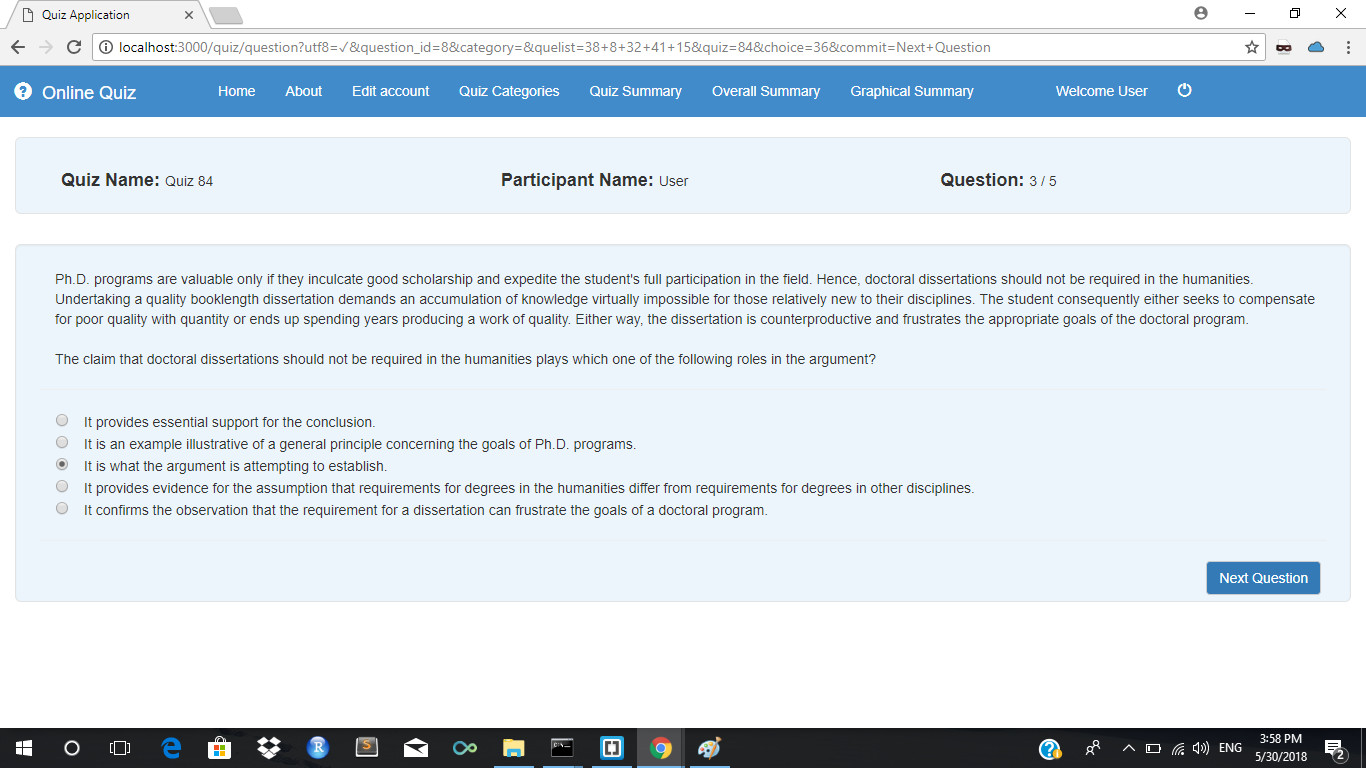 Quiz Application
localhost:3000/quiz/question?utf8=✓&question_id=8&category=&quelist=38+8+32+41+15&quiz=84&choice=36&commit=Next+Question
Online Quiz Home About Edit account Quiz Categories Quiz Summary Overall Summary Graphical Summary Welcome User
Quiz Name: Quiz 84 Participant Name: User Question: 3 / 5
Ph.D. programs are valuable only if they inculcate good scholarship and expedite the student's full participation in the field. Hence, doctoral dissertations should not be required in the humanities.
Undertaking a quality booklength dissertation demands an accumulation of knowledge virtually impossible for those relatively new to their disciplines. The student consequently either seeks to compensate
for poor quality with quantity or ends up spending years producing a work of quality. Either way, the dissertation is counterproductive and frustrates the appropriate goals of the doctoral program.
The claim that doctoral dissertations should not be required in the humanities plays which one of the following roles in the argument?
It provides essential support for the conclusion.
It is an example illustrative of a general principle concerning the goals of Ph.D. programs.
It is what the argument is attempting to establish.
It provides evidence for the assumption that requirements for degrees in the humanities differ from requirements for degrees in other disciplines.
It confirms the observation that the requirement for a dissertation can frustrate the goals of a doctoral program.
Next Question
ENG
3:58 PM
5/30/2018
2